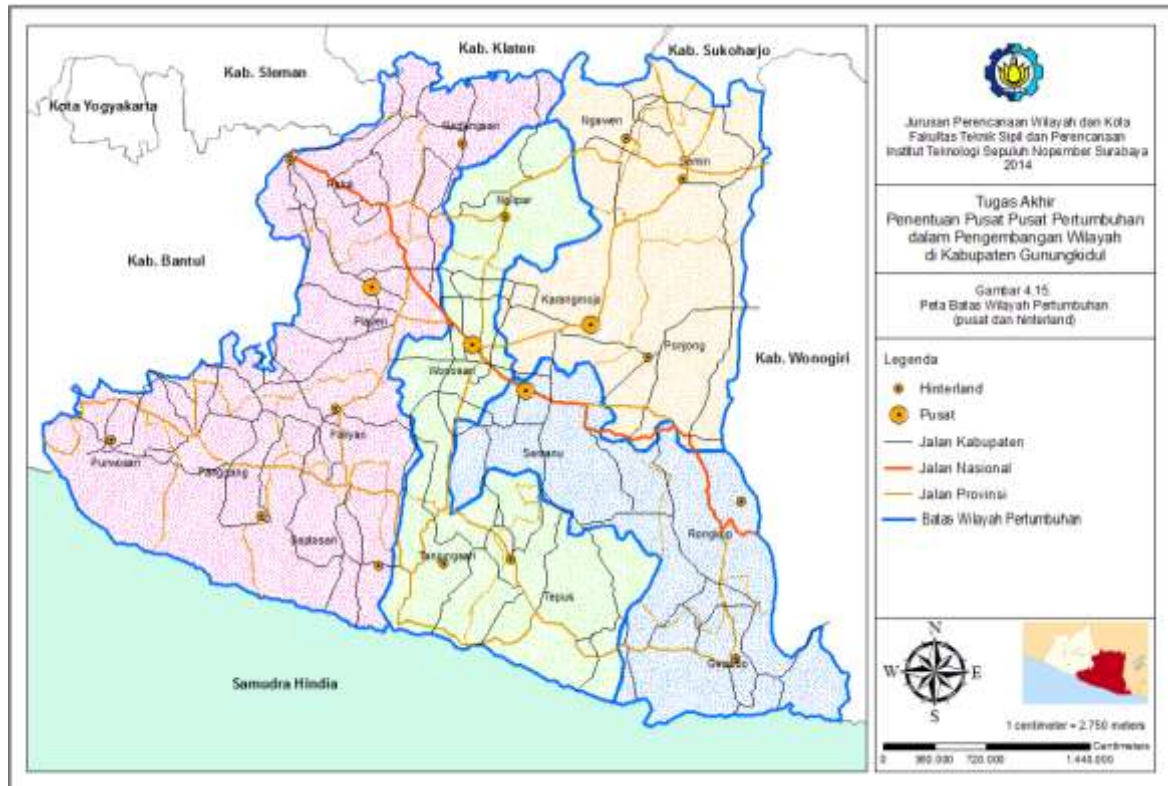 Kab. Klaten
Kab. Sukoharjo
Kab. Sleman
Kota Yogyakarta
Ngawen
Semin
Patuk
Nglipar
Kab. Bantul
Karangmojo
Playen
Ponjong
Kab. Wonogiri
Wonosari
Paliyan
Semanu
Purwosari
Panggang
Rongkop
Saptosari
Tanjungsari
Tepus
Girisubo
Samudra Hindia
Jurusan Perencanaan Wilayah dan Kota
Fakultas Teknik Sipil dan Perencanaan
Institut Teknologi Sepuluh Nopember Surabaya
2014
Tugas Akhir
Penentuan Pusat Pusat Pertumbuhan
dalam Pengembangan Wilayah
di Kabupaten Gunungkidul
Gambar 4.15.
Peta Batas Wilayah Pertumbuhan
(pusat dan hinterland)
Legenda
Hinterland
Pusat
Jalan Kabupaten
Jalan Nasional
Jalan Provinsi
Batas Wilayah Pertumbuhan
N
W E
S
1 centimeter = 2.750 meters
Centimeters
0 360.000 720.000 1.440.000